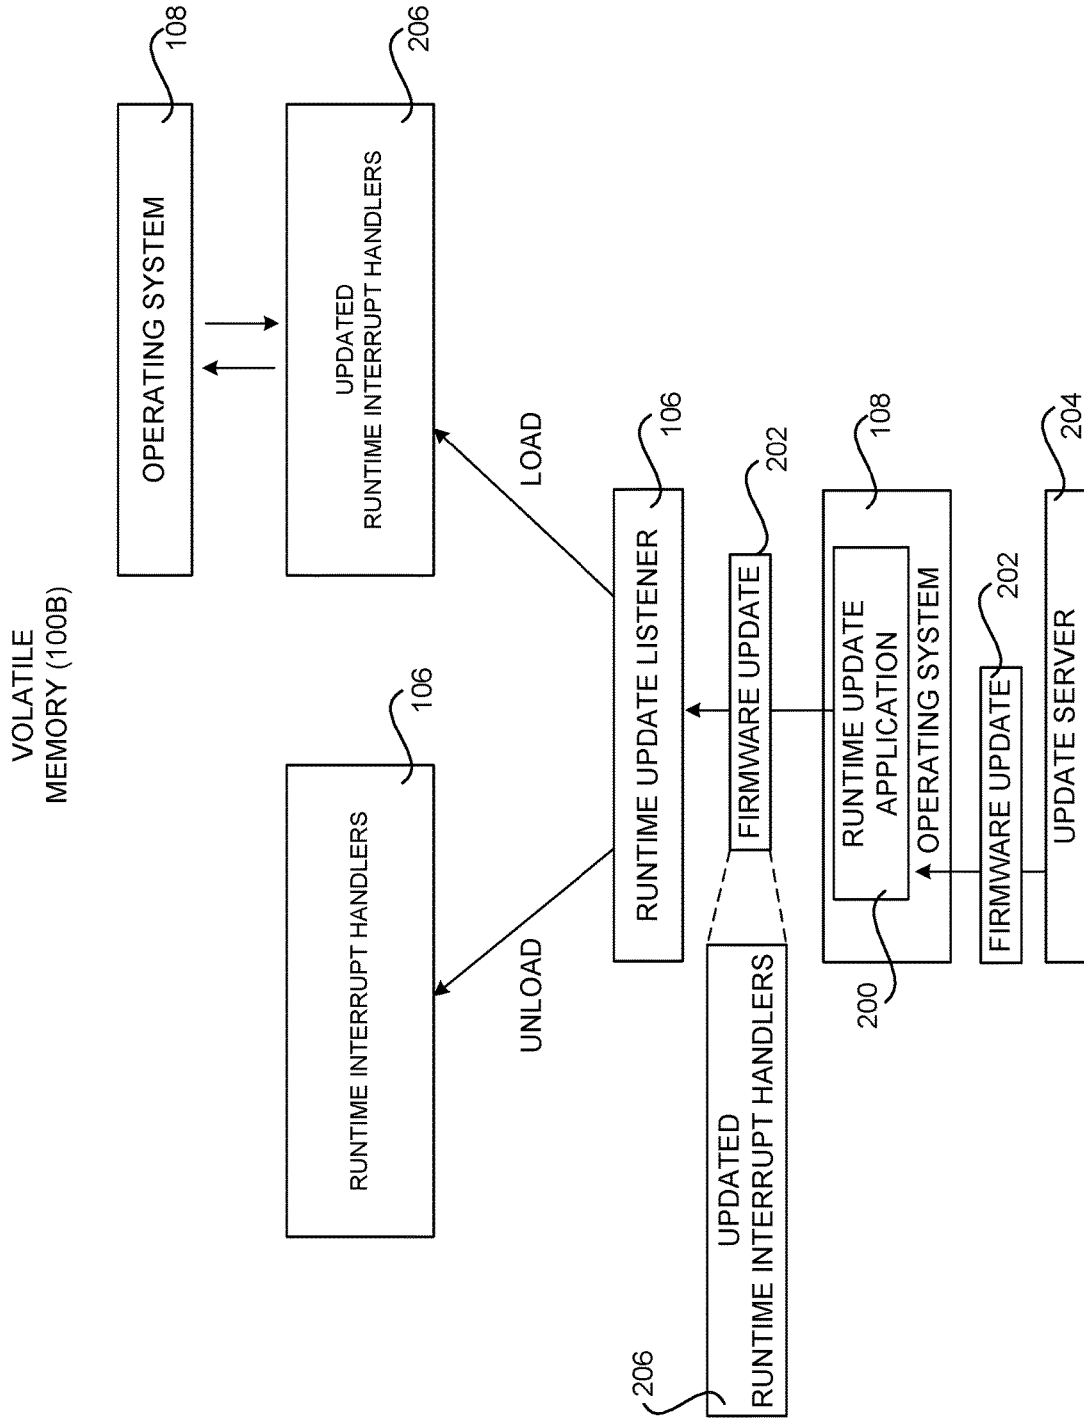 VOLATILE
MEMORY (100B)
OPERATING SYSTEM
108
RUNTIME INTERRUPT HANDLERS
106
UPDATED
RUNTIME INTERRUPT HANDLERS
206
UNLOAD
LOAD
RUNTIME UPDATE LISTENER
106
206
UPDATED
RUNTIME INTERRUPT HANDLERS
FIRMWARE UPDATE
202
RUNTIME UPDATE
APPLICATION
OPERATING SYSTEM
108
200
FIRMWARE UPDATE
202
UPDATE SERVER
204